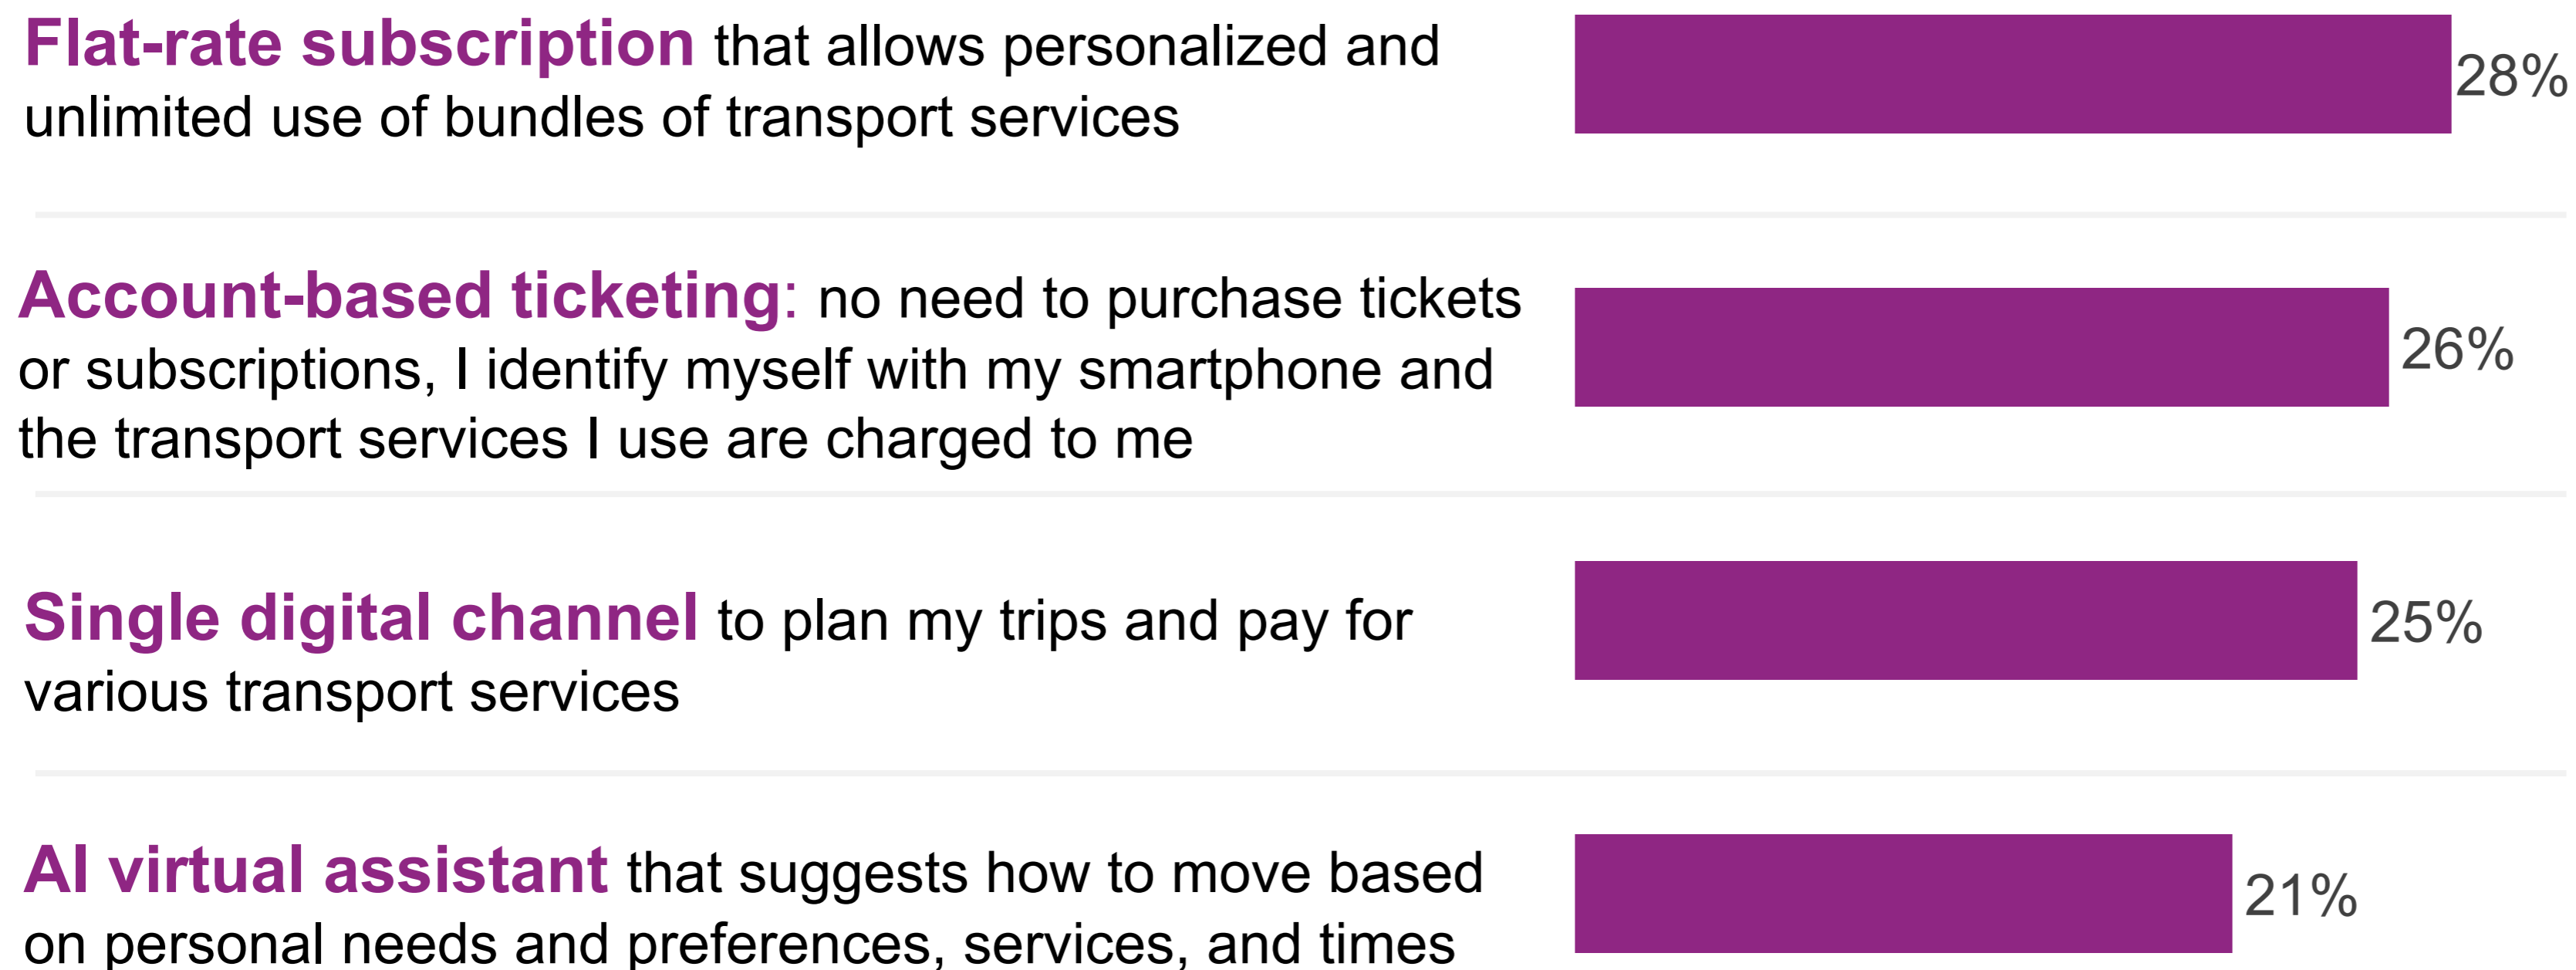 Flat-rate subscription that allows personalized and
unlimited use of bundles of transport services
28%
Account-based ticketing: no need to purchase tickets
or subscriptions, I identify myself with my smartphone and
the transport services I use are charged to me
26%
Single digital channel to plan my trips and pay for
various transport services
25%
AI virtual assistant that suggests how to move based
on personal needs and preferences, services, and times
21%